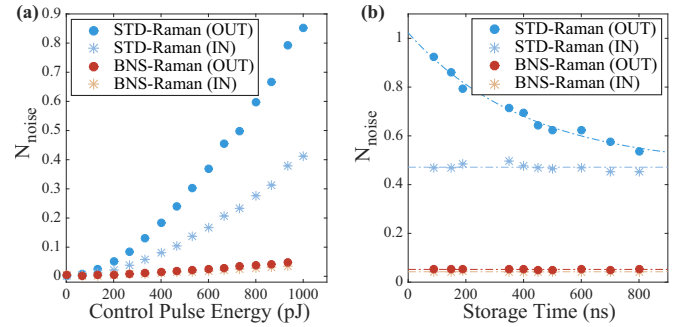 (a)
STD-Raman (OUT)
STD-Raman (IN)
BNS-Raman (OUT)
BNS-Raman (IN)
N_noise
0.9
0.8
0.7
0.6
0.5
0.4
0.3
0.2
0.1
0
0 200 400 600 800 1000
Control Pulse Energy (pJ)
(b)
STD-Raman (OUT)
STD-Raman (IN)
BNS-Raman (OUT)
BNS-Raman (IN)
N_noise
1
0.8
0.6
0.4
0.2
0
0 200 400 600 800
Storage Time (ns)